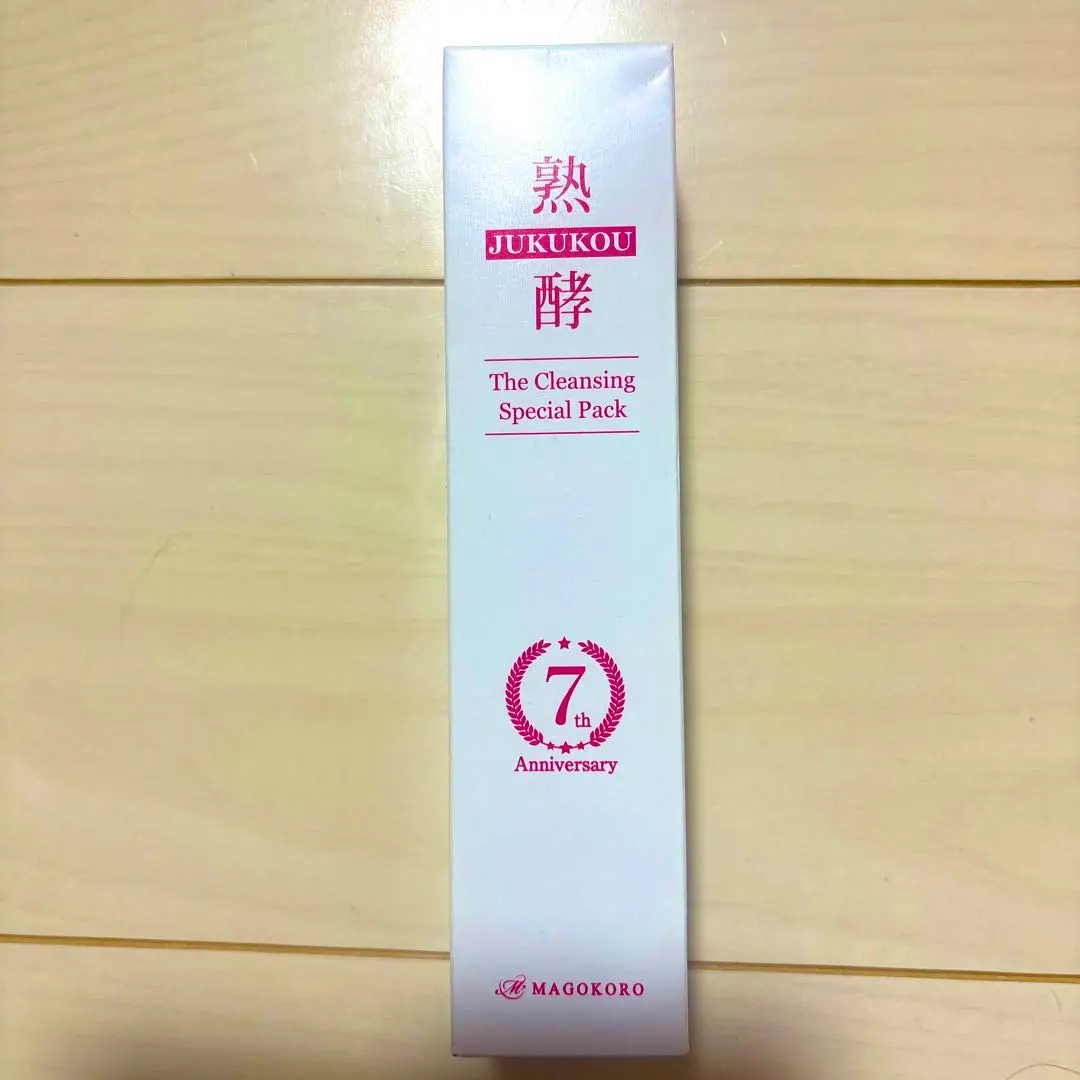 熟
JUKUKOU
酵
The Cleansing
Special Pack
7th
Anniversary
M MAGOKORO